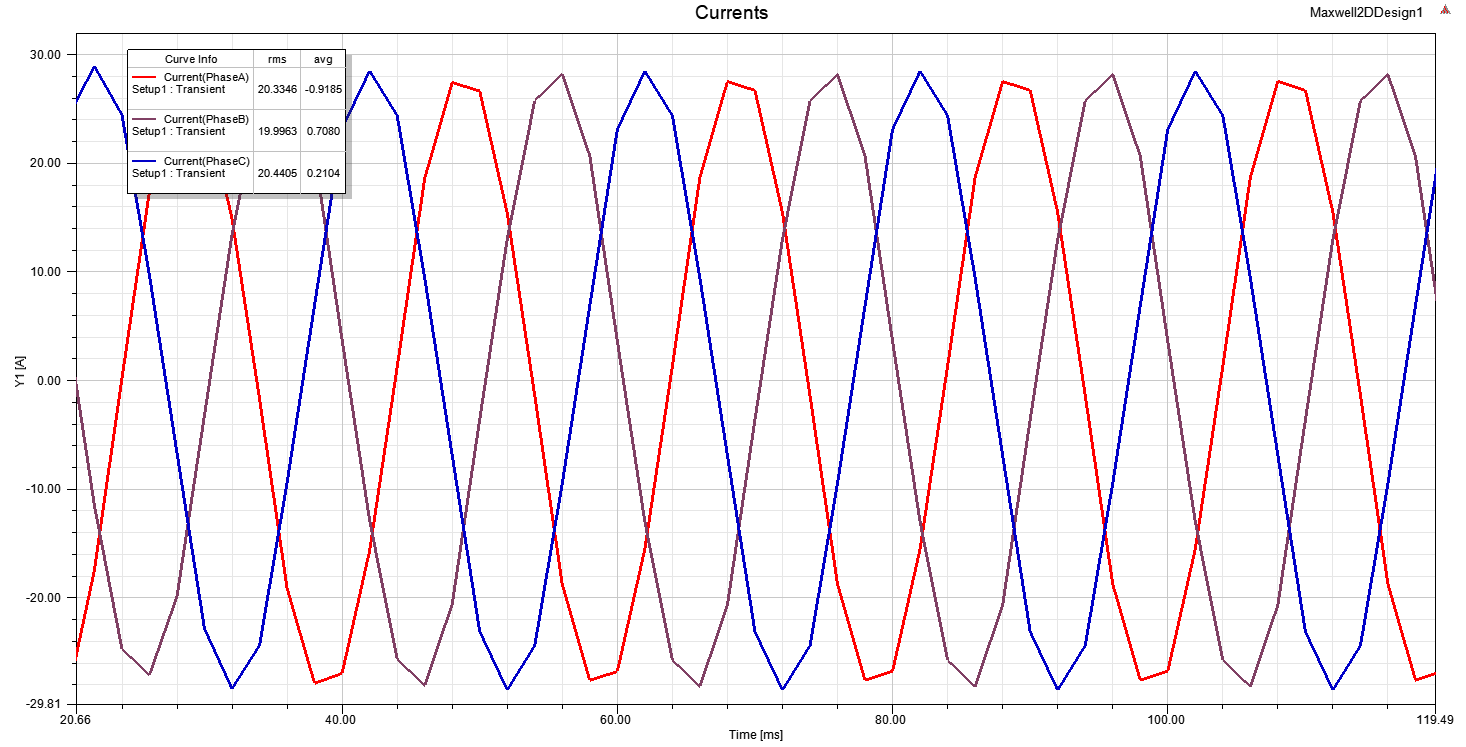 Currents
Maxwell2DDesign1
Curve Info rms avg
Current(PhaseA)
Setup1 : Transient 20.3346 -0.9185
Current(PhaseB)
Setup1 : Transient 19.9963 0.7080
Current(PhaseC)
Setup1 : Transient 20.4405 0.2104
30.00
20.00
10.00
0.00
-10.00
-20.00
-29.81
Y1 [A]
20.66 40.00 60.00 80.00 100.00 119.49
Time [ms]